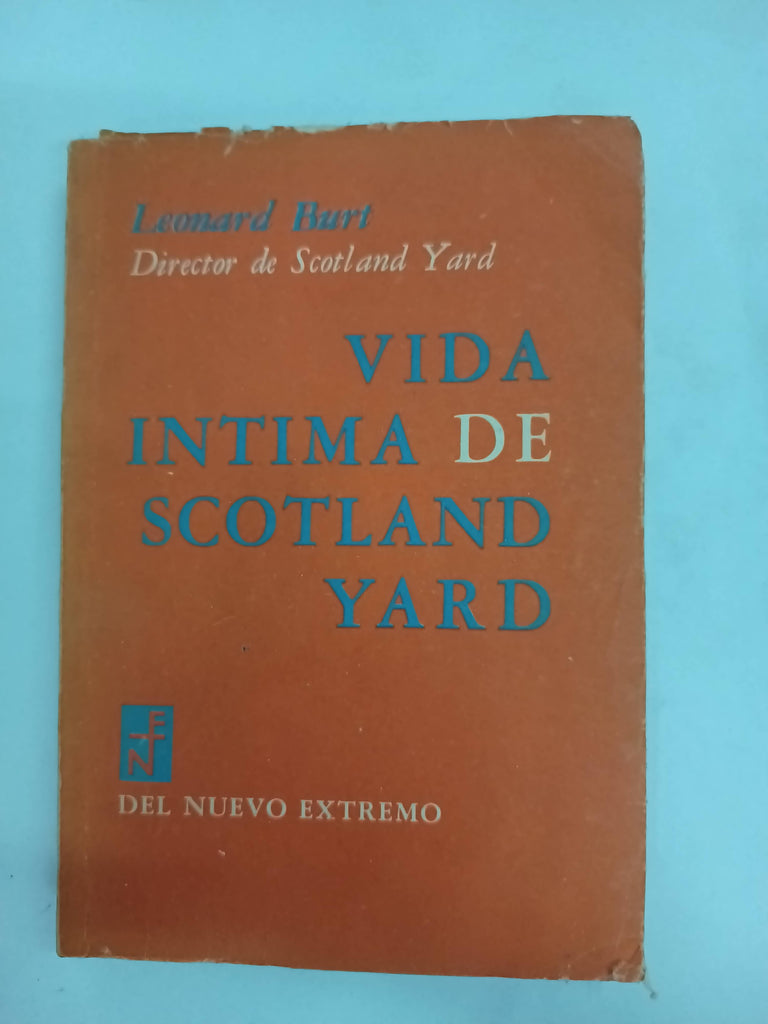 Leonard Burt
Director de Scotland Yard
VIDA
INTIMA DE
SCOTLAND
YARD
E
N
DEL NUEVO EXTREMO